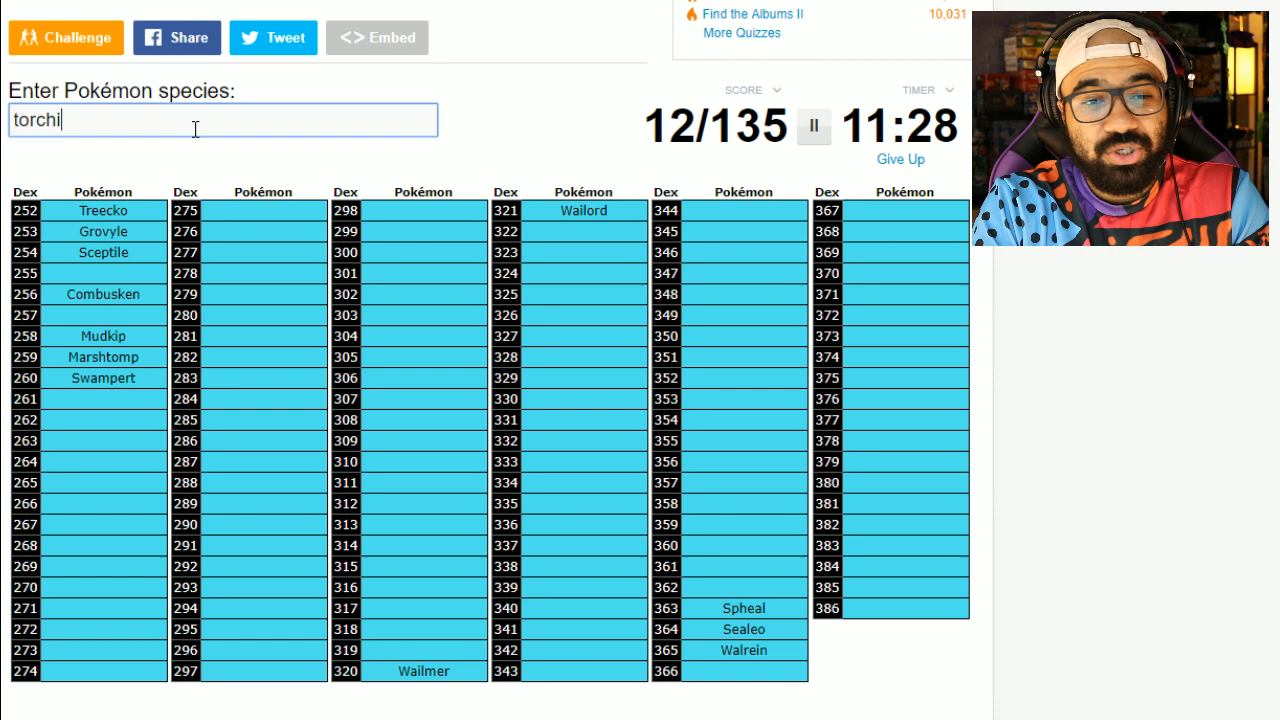 Challenge Share Tweet <> Embed
Find the Albums II 10,031
More Quizzes
Enter Pokémon species:
torchi
SCORE TIMER
12/135 11:28
Give Up
Dex Pokémon Dex Pokémon Dex Pokémon Dex Pokémon Dex Pokémon Dex Pokémon
252 Treecko 275 298 321 Wailord 344 367
253 Grovyle 276 299 322 345 368
254 Sceptile 277 300 323 346 369
255 278 301 324 347 370
256 Combusken 279 302 325 348 371
257 280 303 326 349 372
258 Mudkip 281 304 327 350 373
259 Marshtomp 282 305 328 351 374
260 Swampert 283 306 329 352 375
261 284 307 330 353 376
262 285 308 331 354 377
263 286 309 332 355 378
264 287 310 333 356 379
265 288 311 334 357 380
266 289 312 335 358 381
267 290 313 336 359 382
268 291 314 337 360 383
269 292 315 338 361 384
270 293 316 339 362 385
271 294 317 340 363 Spheal 386
272 295 318 341 364 Sealeo
273 296 319 342 365 Walrein
274 297 320 Wailmer 343 366